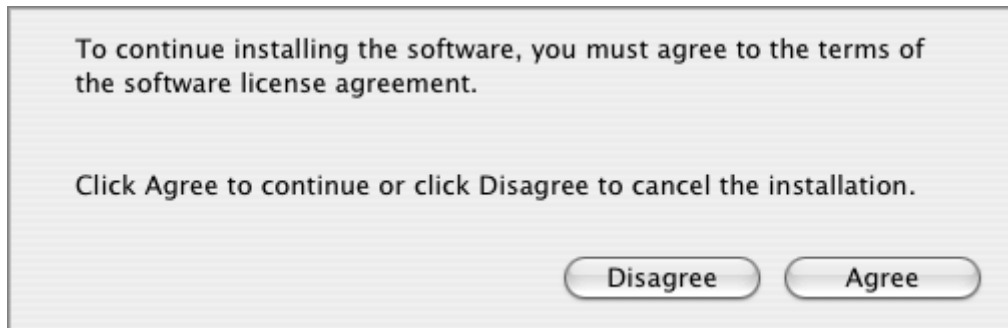 To continue installing the software, you must agree to the terms of
the software license agreement.
Click Agree to continue or click Disagree to cancel the installation.
Disagree
Agree